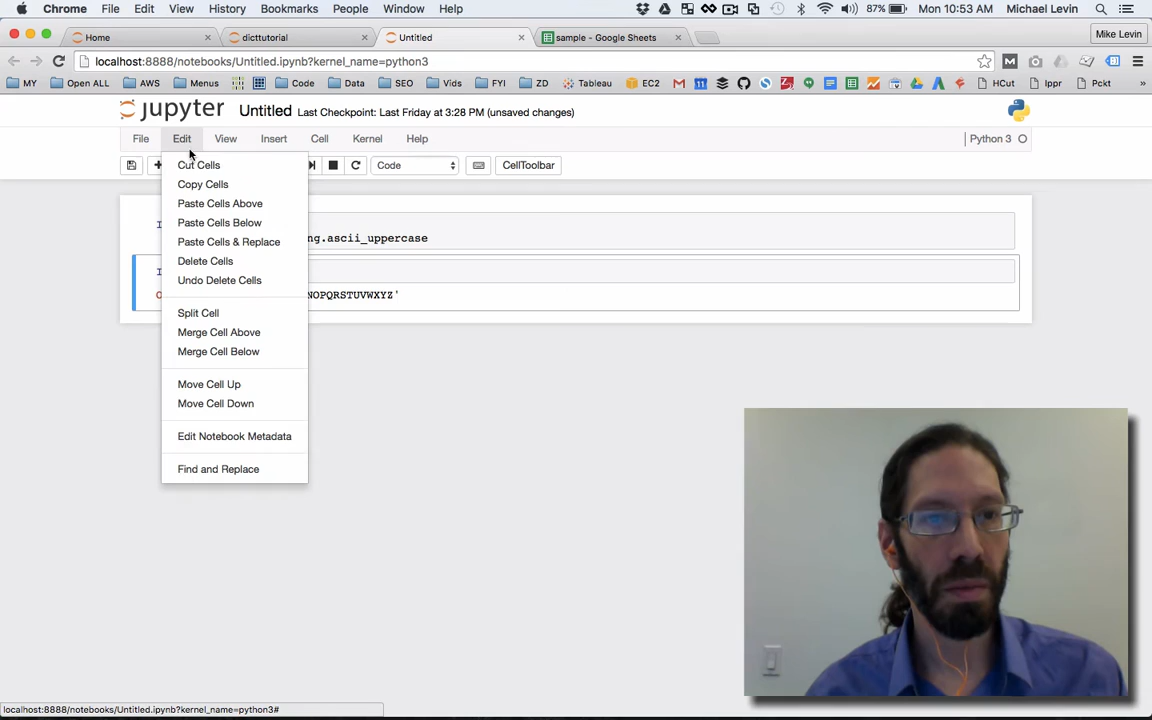 Chrome File Edit View History Bookmarks People Window Help 87% Mon 10:53 AM Michael Levin
Home dicttutorial Untitled sample - Google Sheets Mike Levin
localhost:8888/notebooks/Untitled.ipynb?kernel_name=python3
MY Open ALL AWS Menus Code Data SEO Vids FYI ZD Tableau EC2 HCut Ippr Pckt »
jupyter Untitled Last Checkpoint: Last Friday at 3:28 PM (unsaved changes)
File Edit View Insert Cell Kernel Help Python 3
Code CellToolbar
Cut Cells
Copy Cells
Paste Cells Above
Paste Cells Below
Paste Cells & Replace
Delete Cells
Undo Delete Cells
Split Cell
Merge Cell Above
Merge Cell Below
Move Cell Up
Move Cell Down
Edit Notebook Metadata
Find and Replace
I
ng.ascii_uppercase
I
O NOPQRSTUVWXYZ'
localhost:8888/notebooks/Untitled.ipynb?kernel_name=python3#